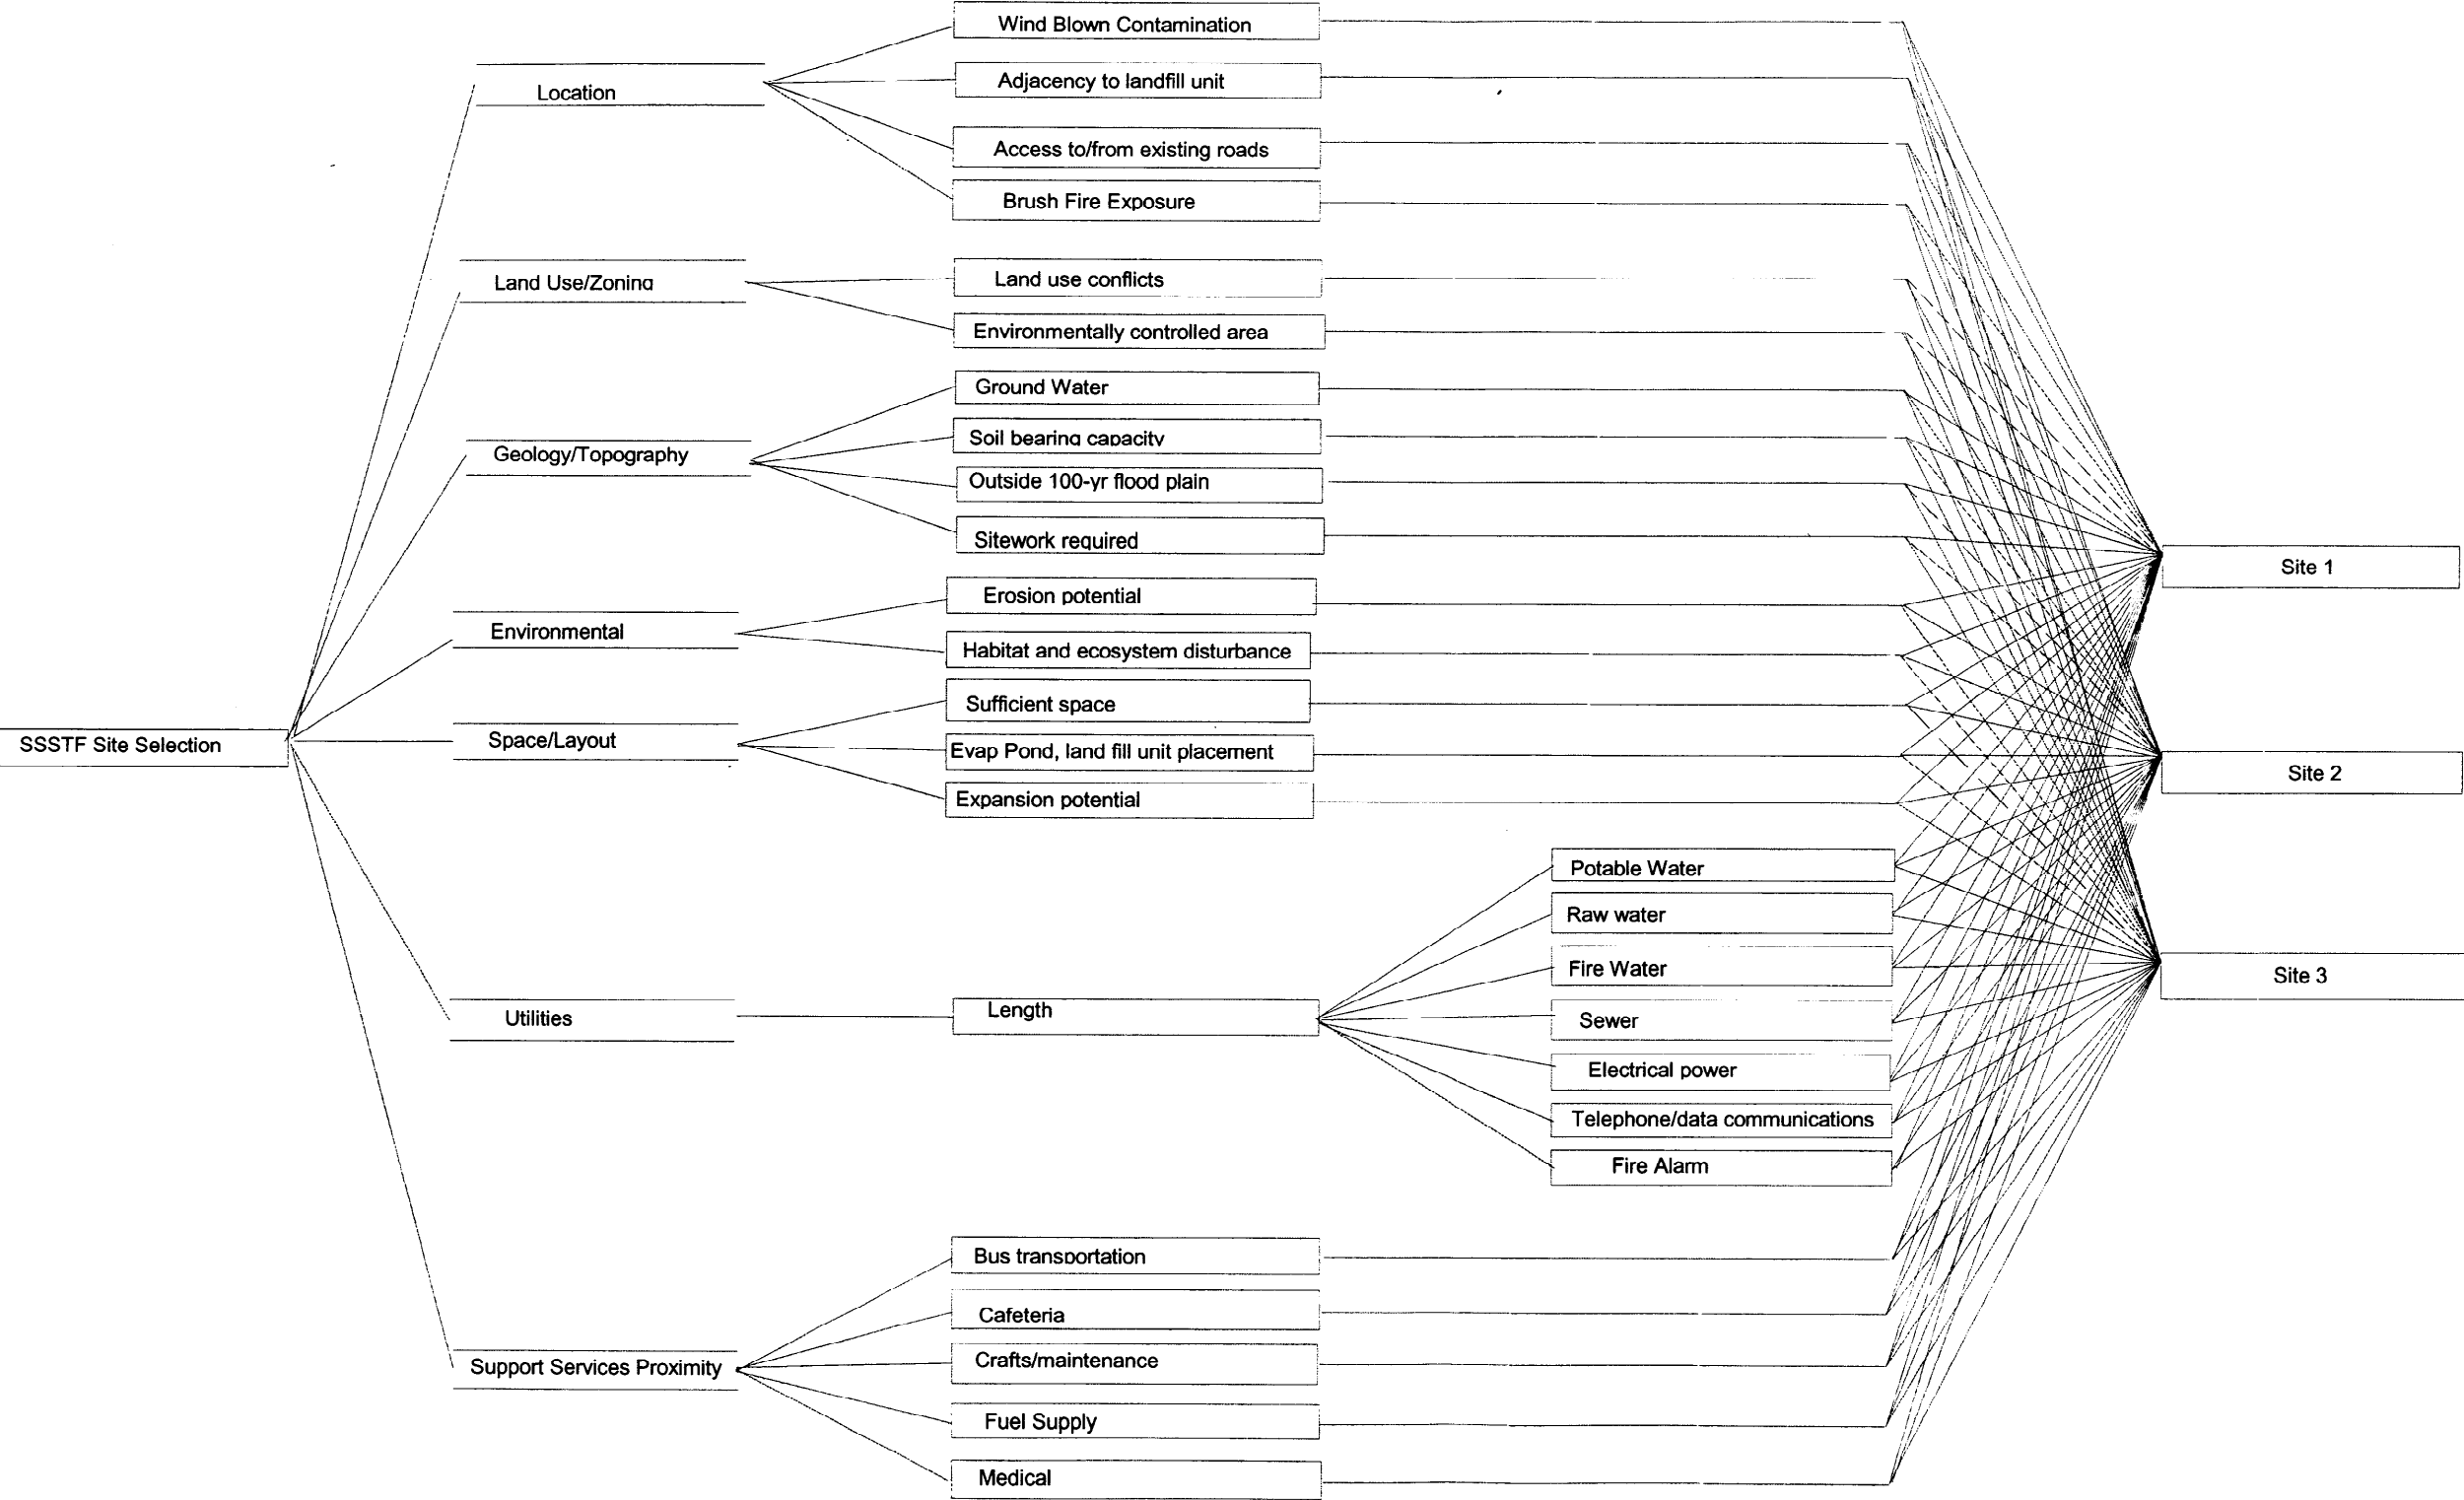 Wind Blown Contamination
Location
Adjacency to landfill unit
Access to/from existing roads
Brush Fire Exposure
Land Use/Zoning
Land use conflicts
Environmentally controlled area
Ground Water
Soil bearing capacity
Geology/Topography
Outside 100-yr flood plain
Sitework required
Site 1
Erosion potential
Environmental
Habitat and ecosystem disturbance
Sufficient space
SSSTF Site Selection
Space/Layout
Evap Pond, land fill unit placement
Site 2
Expansion potential
Potable Water
Raw water
Fire Water
Site 3
Utilities
Length
Sewer
Electrical power
Telephone/data communications
Fire Alarm
Bus transportation
Cafeteria
Support Services Proximity
Crafts/maintenance
Fuel Supply
Medical